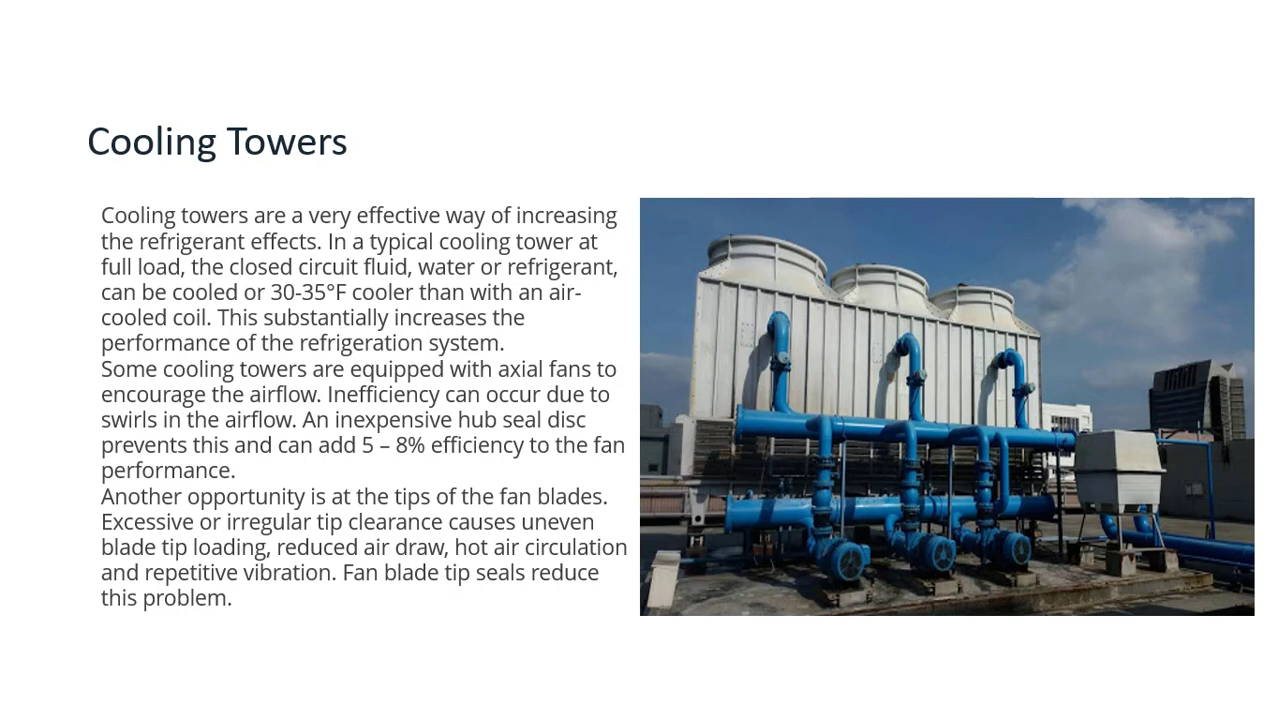 Cooling Towers
Cooling towers are a very effective way of increasing
the refrigerant effects. In a typical cooling tower at
full load, the closed circuit fluid, water or refrigerant,
can be cooled or 30-35°F cooler than with an air-
cooled coil. This substantially increases the
performance of the refrigeration system.
Some cooling towers are equipped with axial fans to
encourage the airflow. Inefficiency can occur due to
swirls in the airflow. An inexpensive hub seal disc
prevents this and can add 5 – 8% efficiency to the fan
performance.
Another opportunity is at the tips of the fan blades.
Excessive or irregular tip clearance causes uneven
blade tip loading, reduced air draw, hot air circulation
and repetitive vibration. Fan blade tip seals reduce
this problem.